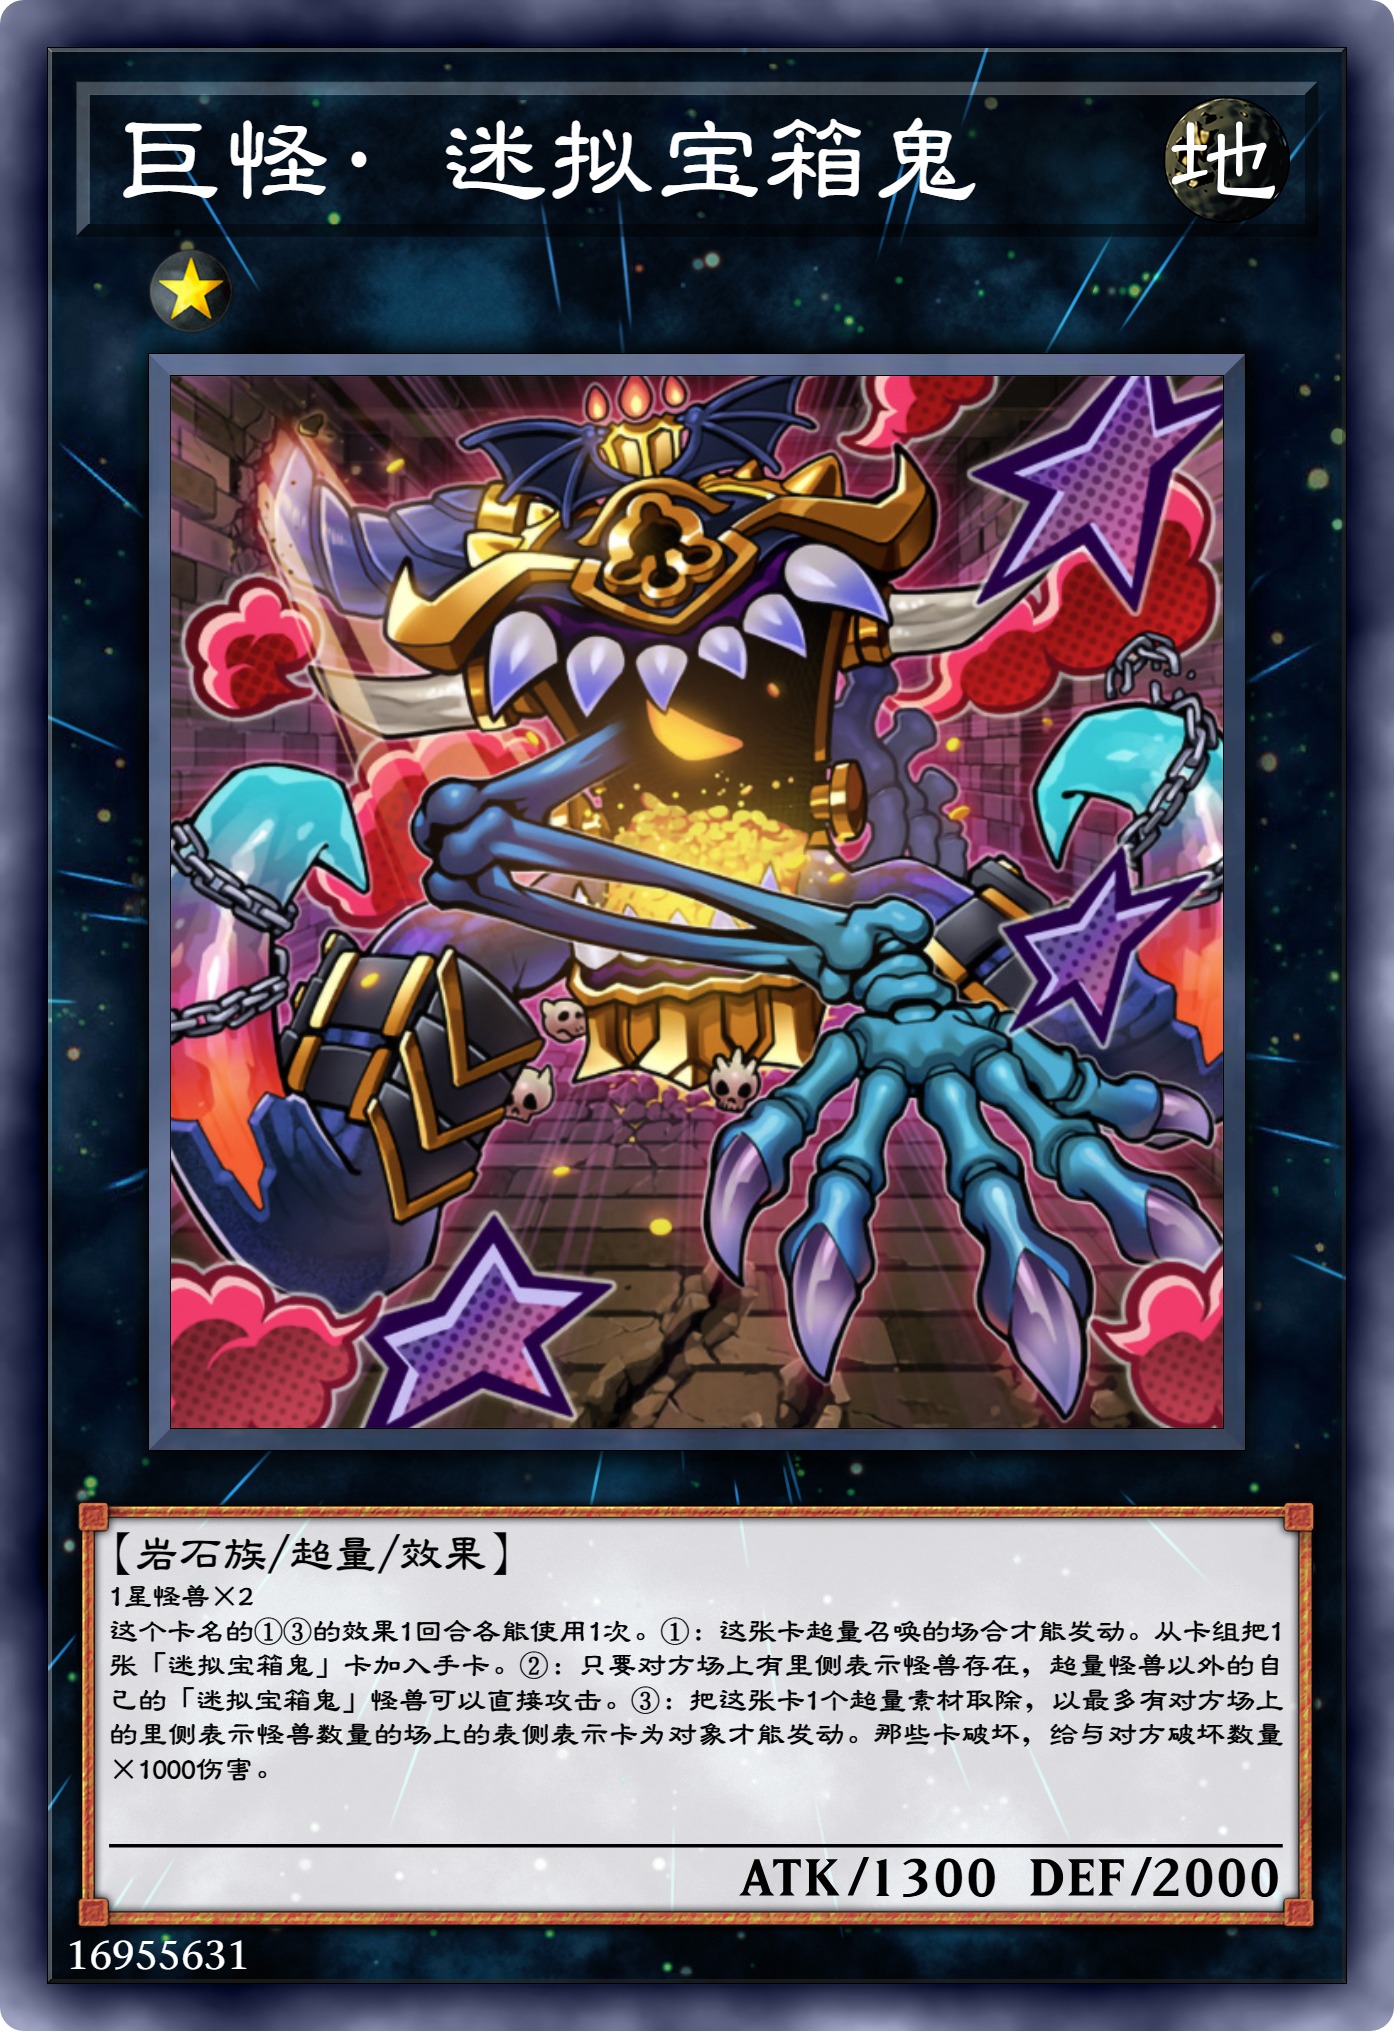 巨怪·迷拟宝箱鬼
地
【岩石族/超量/效果】
1星怪兽×2
这个卡名的①③的效果1回合各能使用1次。①：这张卡超量召唤的场合才能发动。从卡组把1
张「迷拟宝箱鬼」卡加入手卡。②：只要对方场上有里侧表示怪兽存在，超量怪兽以外的自
己的「迷拟宝箱鬼」怪兽可以直接攻击。③：把这张卡1个超量素材取除，以最多有对方场上
的里侧表示怪兽数量的场上的表侧表示卡为对象才能发动。那些卡破坏，给与对方破坏数量
×1000伤害。
ATK/1300 DEF/2000
16955631